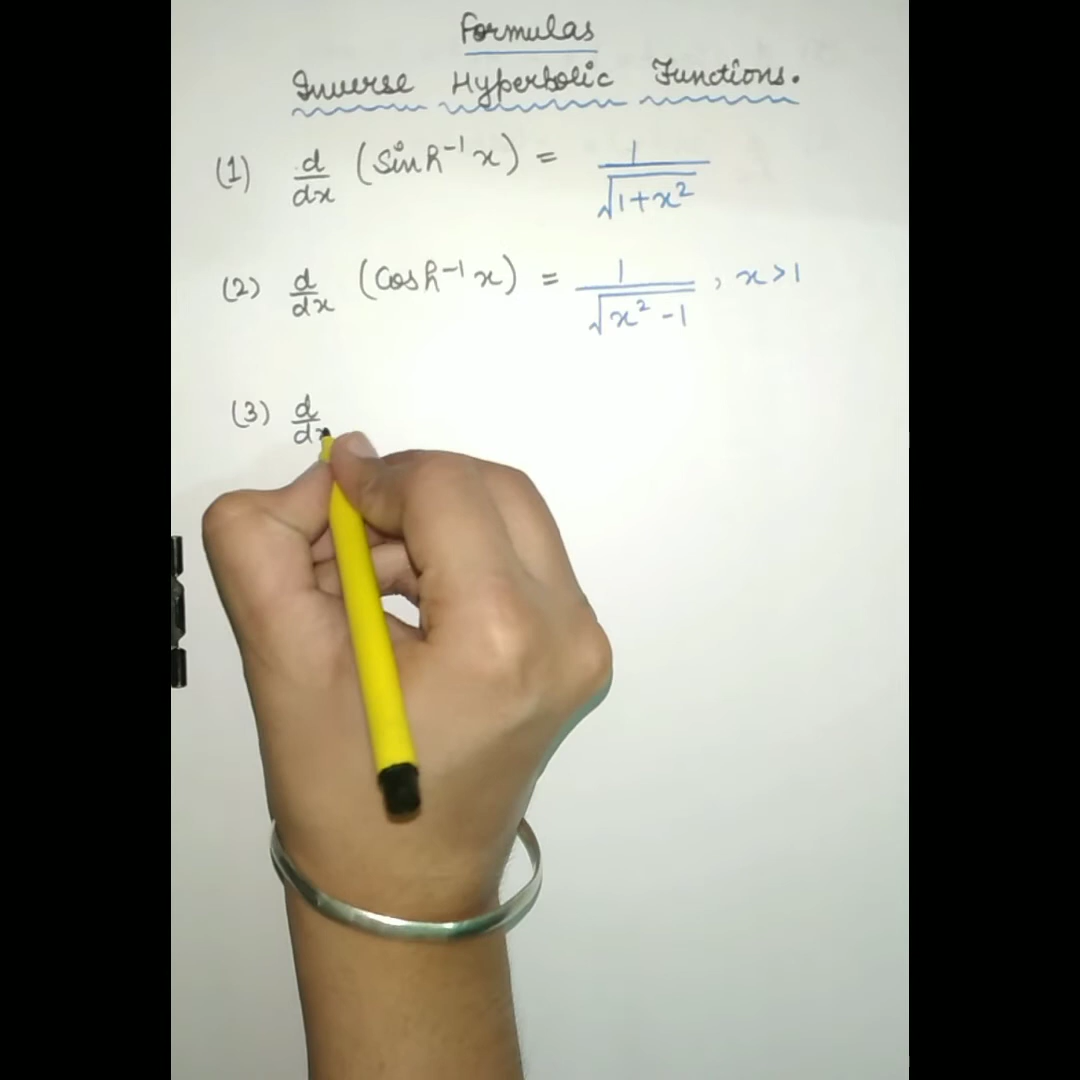 Formulas
Inverse Hyperbolic Functions.
(1) d/dx (Sinh⁻¹x) = 1/√(1+x²)
(2) d/dx (Cosh⁻¹x) = 1/√(x²-1) , x>1
(3) d/dx